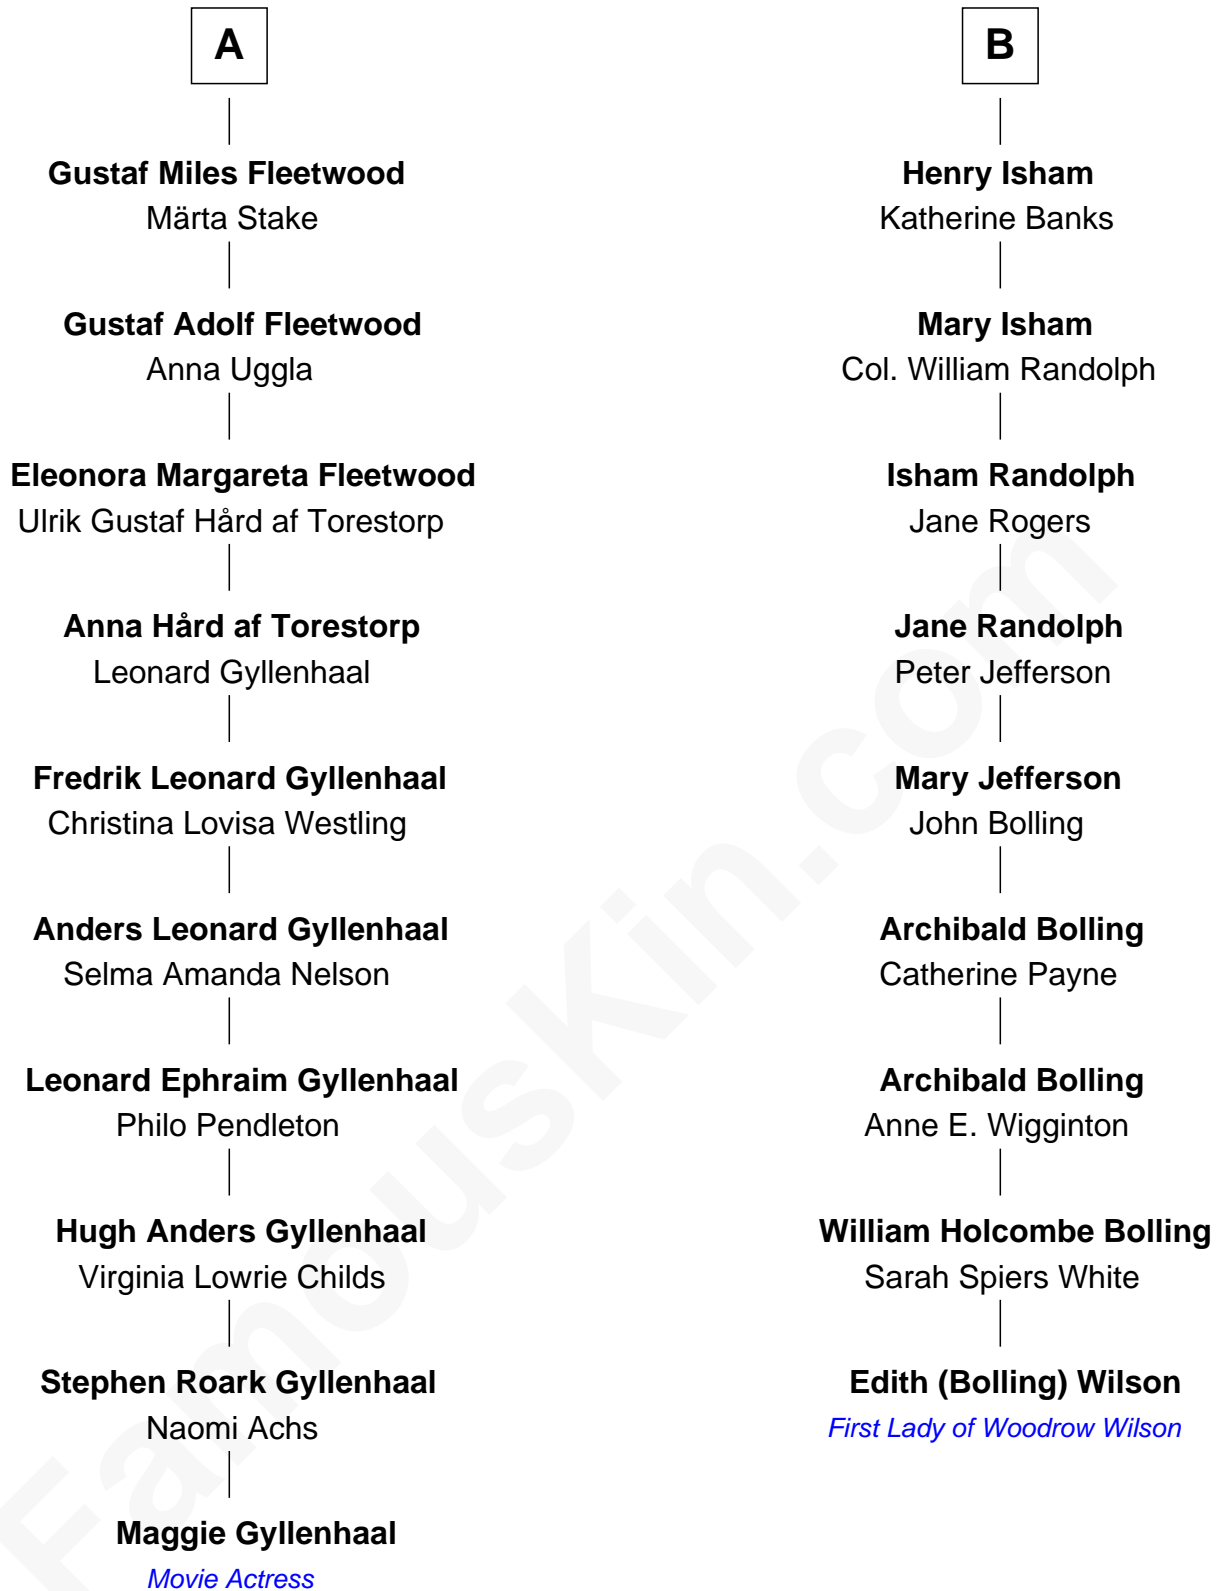 A
Gustaf Miles Fleetwood
Märta Stake
Gustaf Adolf Fleetwood
Anna Uggla
Eleonora Margareta Fleetwood
Ulrik Gustaf Hård af Torestorp
Anna Hård af Torestorp
Leonard Gyllenhaal
Fredrik Leonard Gyllenhaal
Christina Lovisa Westling
Anders Leonard Gyllenhaal
Selma Amanda Nelson
Leonard Ephraim Gyllenhaal
Philo Pendleton
Hugh Anders Gyllenhaal
Virginia Lowrie Childs
Stephen Roark Gyllenhaal
Naomi Achs
Maggie Gyllenhaal
Movie Actress
B
Henry Isham
Katherine Banks
Mary Isham
Col. William Randolph
Isham Randolph
Jane Rogers
Jane Randolph
Peter Jefferson
Mary Jefferson
John Bolling
Archibald Bolling
Catherine Payne
Archibald Bolling
Anne E. Wigginton
William Holcombe Bolling
Sarah Spiers White
Edith (Bolling) Wilson
First Lady of Woodrow Wilson
FamousKin.com